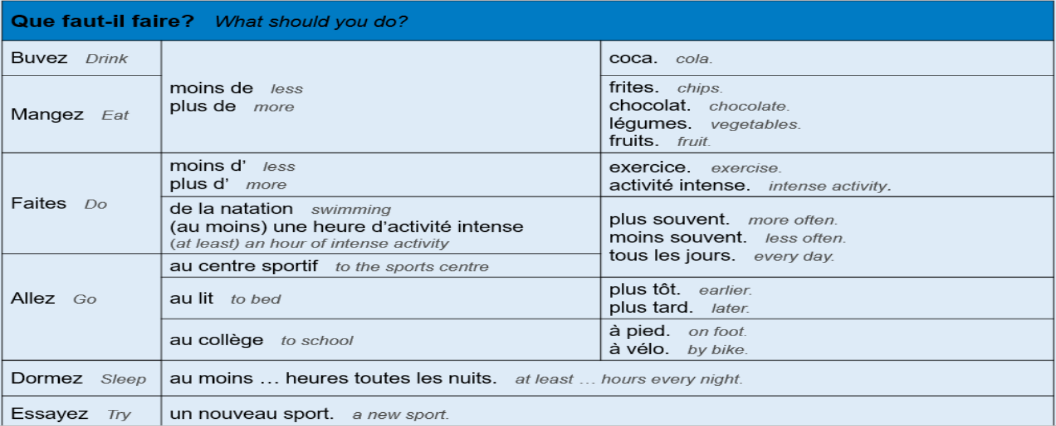 Que faut-il faire? What should you do?
Buvez Drink
moins de less
plus de more
coca. cola.
Mangez Eat
frites. chips.
chocolat. chocolate.
légumes. vegetables.
fruits. fruit.
Faites Do
moins d' less
plus d' more
exercice. exercise.
activité intense. intense activity.
de la natation swimming
(au moins) une heure d'activité intense
(at least) an hour of intense activity
plus souvent. more often.
moins souvent. less often.
tous les jours. every day.
Allez Go
au centre sportif to the sports centre
au lit to bed
plus tôt. earlier.
plus tard. later.
au collège to school
à pied. on foot.
à vélo. by bike.
Dormez Sleep
au moins … heures toutes les nuits. at least … hours every night.
Essayez Try
un nouveau sport. a new sport.